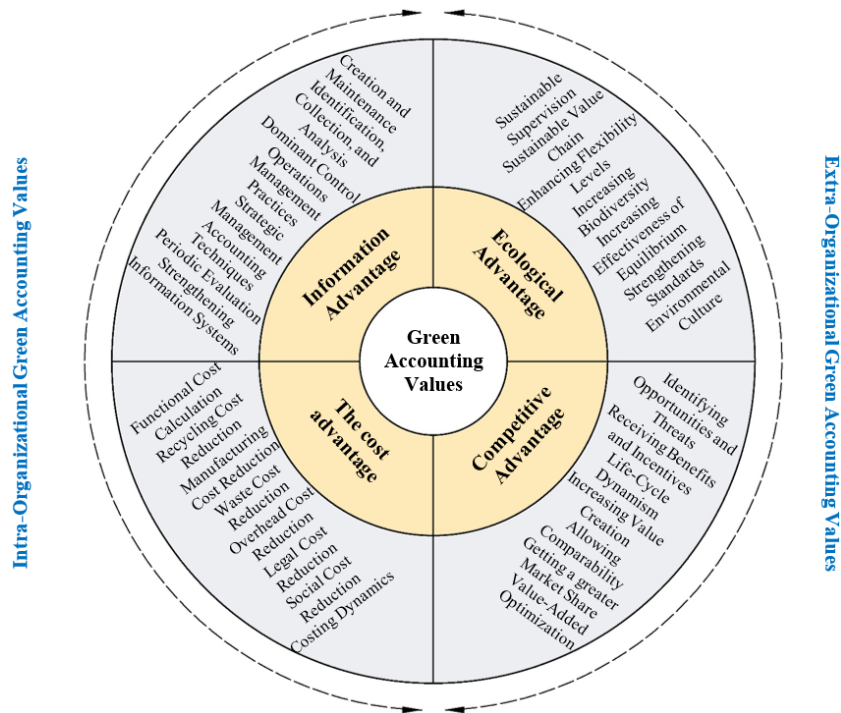 Intra-Organizational Green Accounting Values
Creation and
Maintenance
Identification,
Collection, and
Analysis
Dominant Control
Operations
Management
Practices
Strategic
Management
Accounting
Techniques
Periodic Evaluation
Strengthening
Information Systems
Information
Advantage
Sustainable
Supervision
Sustainable Value
Chain
Enhancing Flexibility
Levels
Increasing
Biodiversity
Increasing
Effectiveness of
Equilibrium
Strengthening
Standards
Environmental
Culture
Ecological
Advantage
Green
Accounting
Values
Functional Cost
Calculation
Recycling Cost
Reduction
Manufacturing
Cost Reduction
Waste Cost
Reduction
Overhead Cost
Reduction
Legal Cost
Reduction
Social Cost
Reduction
Costing Dynamics
The cost
advantage
Competitive
Advantage
Identifying
Opportunities and
Threats
Receiving Benefits
and Incentives
Life-Cycle
Dynamism
Increasing Value
Creation
Allowing
Comparability
Getting a greater
Market Share
Value-Added
Optimization
Extra-Organizational Green Accounting Values